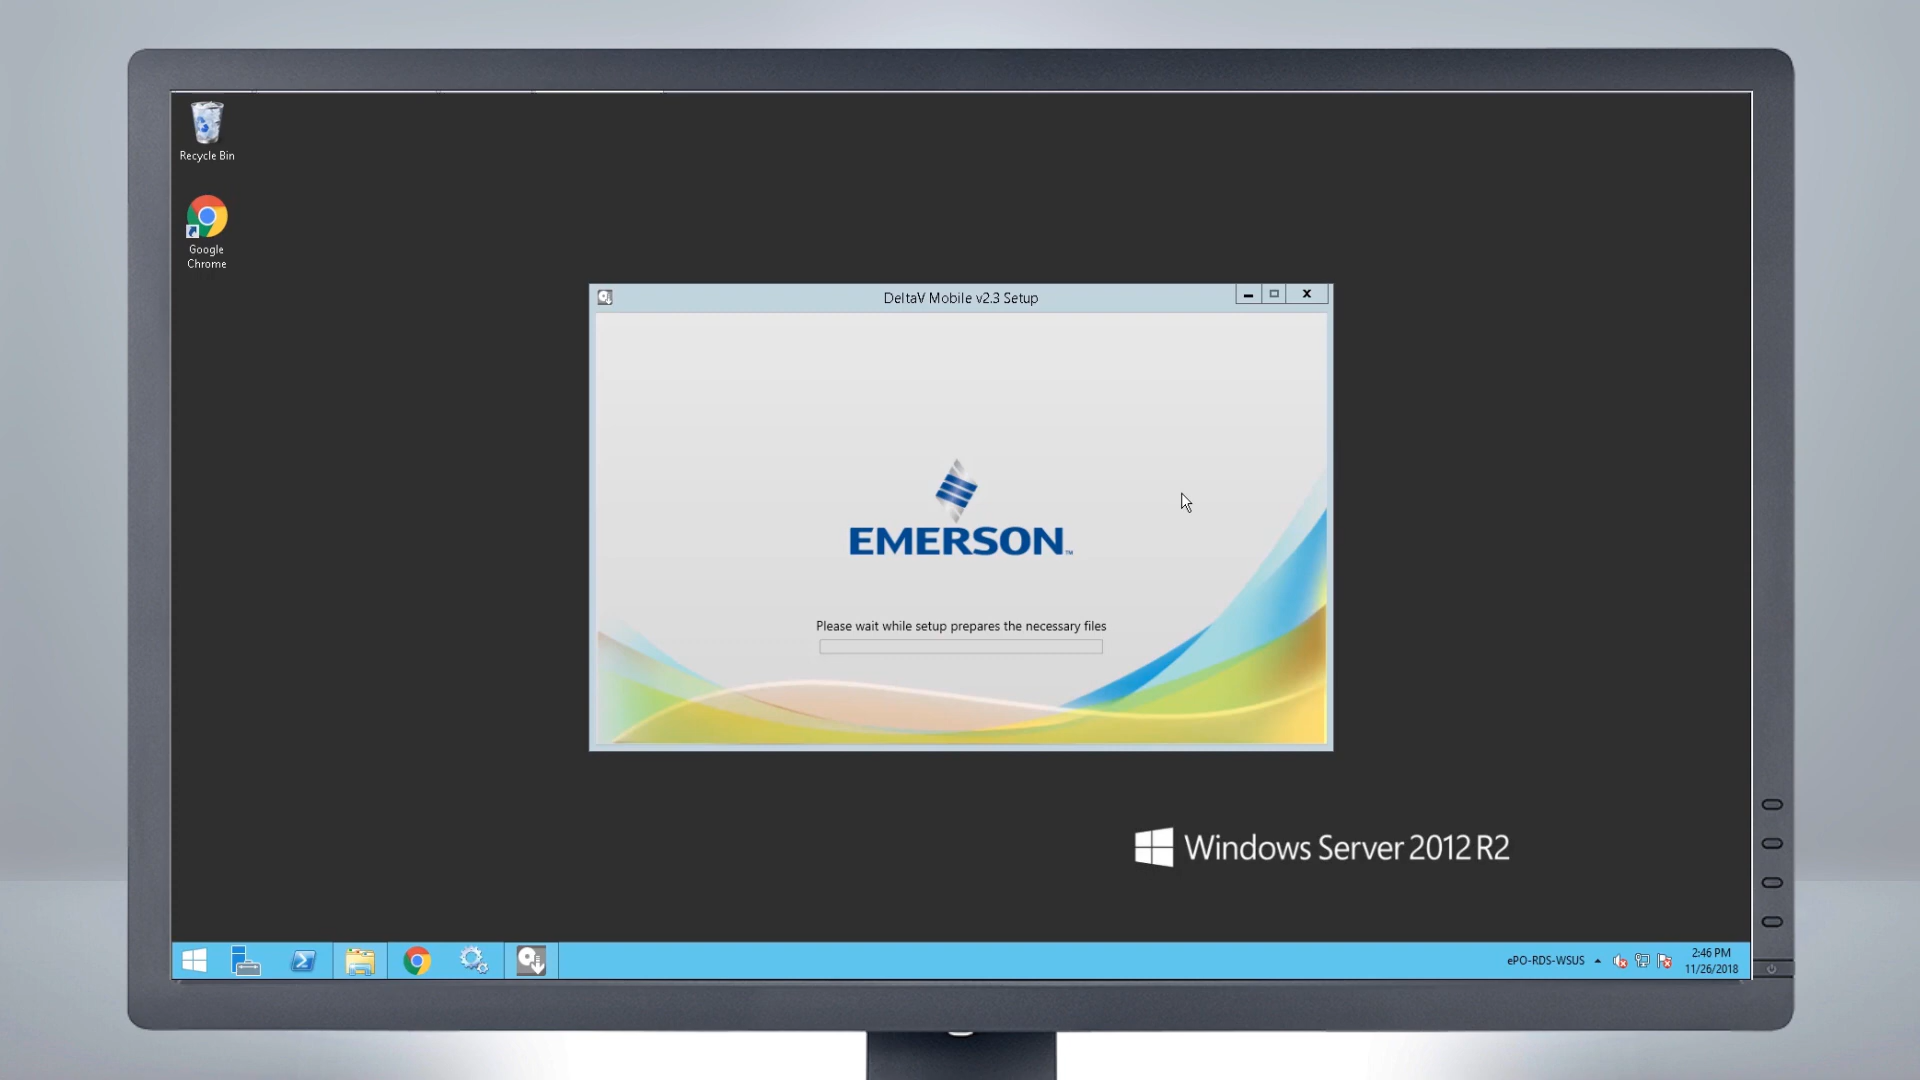 Recycle Bin
Google
Chrome
DeltaV Mobile v2.3 Setup
EMERSON™
Please wait while setup prepares the necessary files
Windows Server 2012 R2
ePO-RDS-WSUS
2:46 PM
11/26/2018